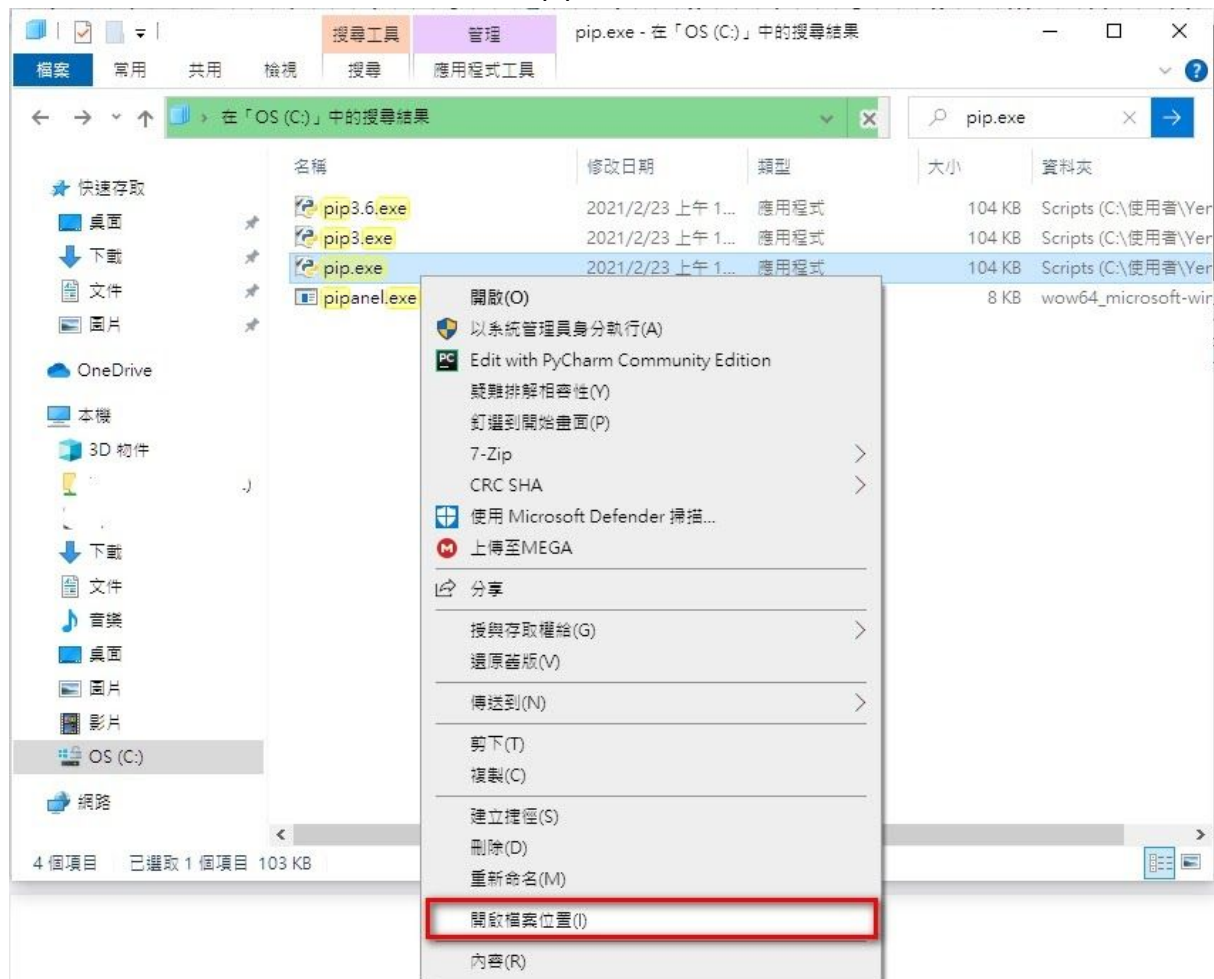 搜尋工具 管理 pip.exe - 在「OS (C:)」中的搜尋結果
檔案 常用 共用 檢視 搜尋 應用程式工具
在「OS (C:)」中的搜尋結果 pip.exe
名稱 修改日期 類型 大小 資料夾
快速存取
桌面
下載
文件
圖片
OneDrive
本機
3D 物件
.)
下載
文件
音樂
桌面
圖片
影片
OS (C:)
網路
pip3.6.exe 2021/2/23 上午 1... 應用程式 104 KB Scripts (C:\使用者\Yer
pip3.exe 2021/2/23 上午 1... 應用程式 104 KB Scripts (C:\使用者\Yer
pip.exe 2021/2/23 上午 1... 應用程式 104 KB Scripts (C:\使用者\Yer
pipanel.exe 8 KB wow64_microsoft-win
開啟(O)
以系統管理員身分執行(A)
Edit with PyCharm Community Edition
疑難排解相容性(Y)
釘選到開始畫面(P)
7-Zip
CRC SHA
使用 Microsoft Defender 掃描...
上傳至MEGA
分享
授與存取權給(G)
還原舊版(V)
傳送到(N)
剪下(T)
複製(C)
建立捷徑(S)
刪除(D)
重新命名(M)
開啟檔案位置(I)
內容(R)
4 個項目 已選取 1 個項目 103 KB